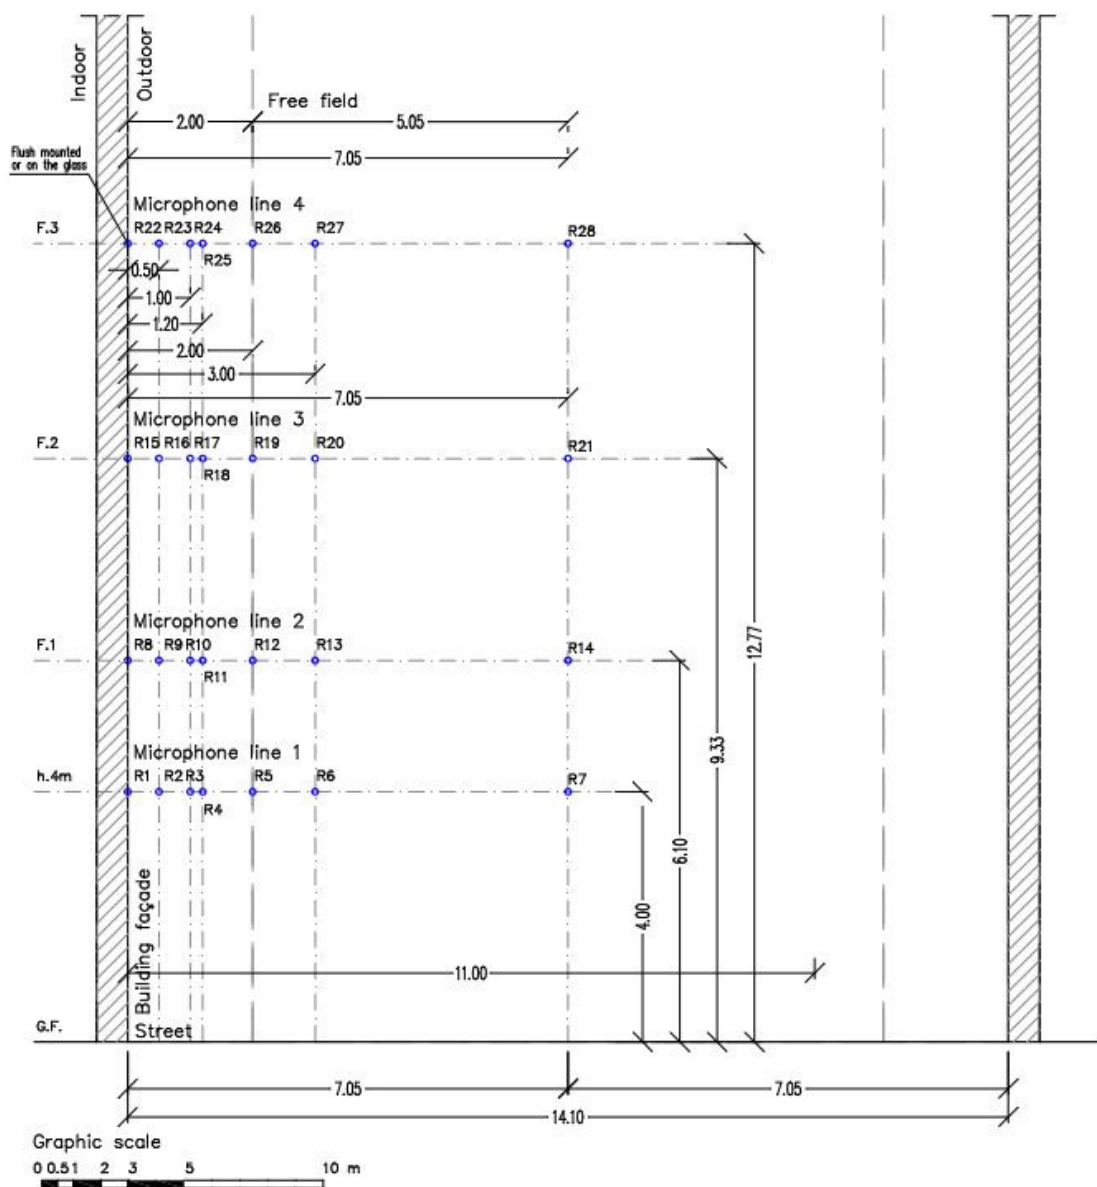 Indoor
Outdoor
Free field
2.00
5.05
7.05
Flush mounted
or on the glass
Microphone line 4
F.3
R22 R23 R24 R26 R27 R28
R25
0.50
1.00
1.20
2.00
3.00
7.05
Microphone line 3
F.2
R15 R16 R17 R19 R20 R21
R18
Microphone line 2
F.1
R8 R9 R10 R12 R13 R14
R11
12.77
9.33
Microphone line 1
h.4m
R1 R2 R3 R5 R6 R7
R4
6.10
4.00
Building façade
11.00
G.F.
Street
7.05
7.05
14.10
Graphic scale
0 0.5 1 2 3 5 10 m